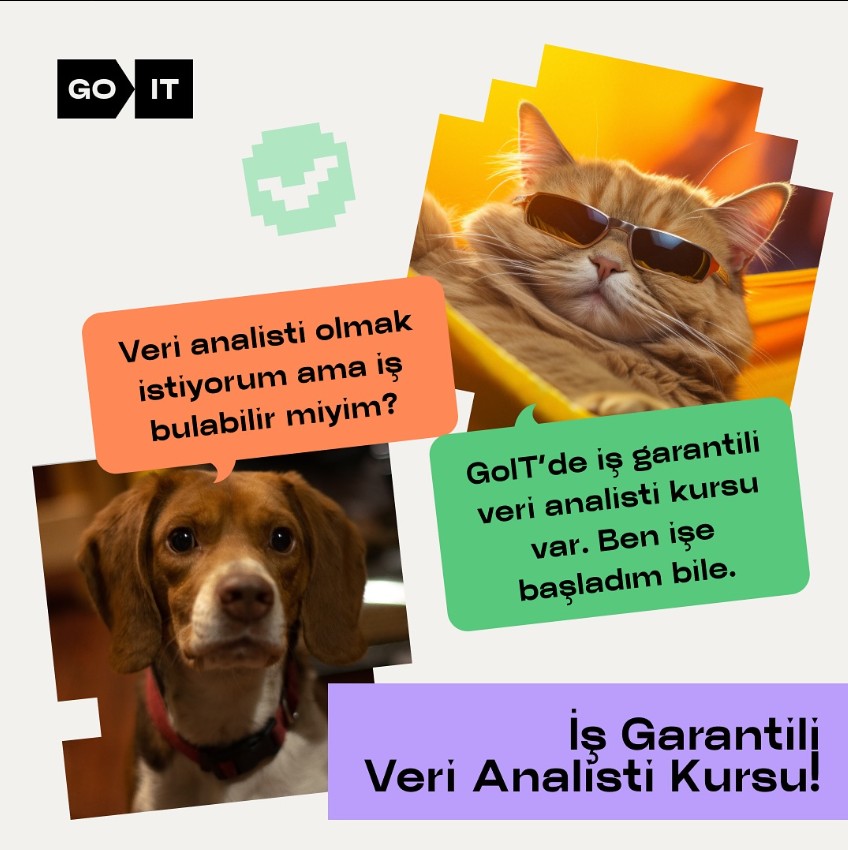 GO IT
Veri analisti olmak
istiyorum ama iş
bulabilir miyim?
GoIT'de iş garantili
veri analisti kursu
var. Ben işe
başladım bile.
İş Garantili
Veri Analisti Kursu!